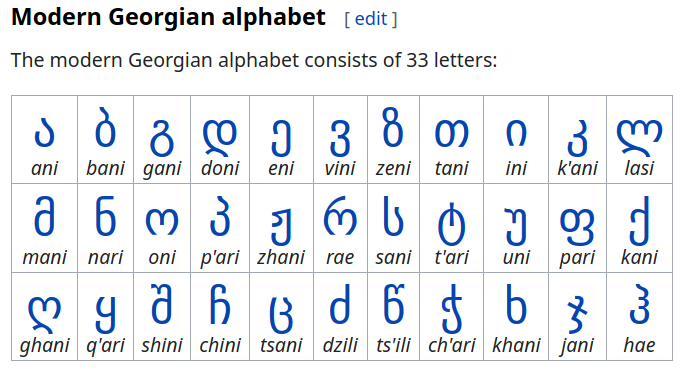 Modern Georgian alphabet [ edit ]
The modern Georgian alphabet consists of 33 letters:
ა ბ გ დ ე ვ ზ თ ი კ ლ
ani bani gani doni eni vini zeni tani ini k'ani lasi
მ ნ ო პ ჟ რ ს ტ უ ფ ქ
mani nari oni p'ari zhani rae sani t'ari uni pari kani
ღ ყ შ ჩ ც ძ წ ჭ ხ ჯ ჰ
ghani q'ari shini chini tsani dzili ts'ili ch'ari khani jani hae